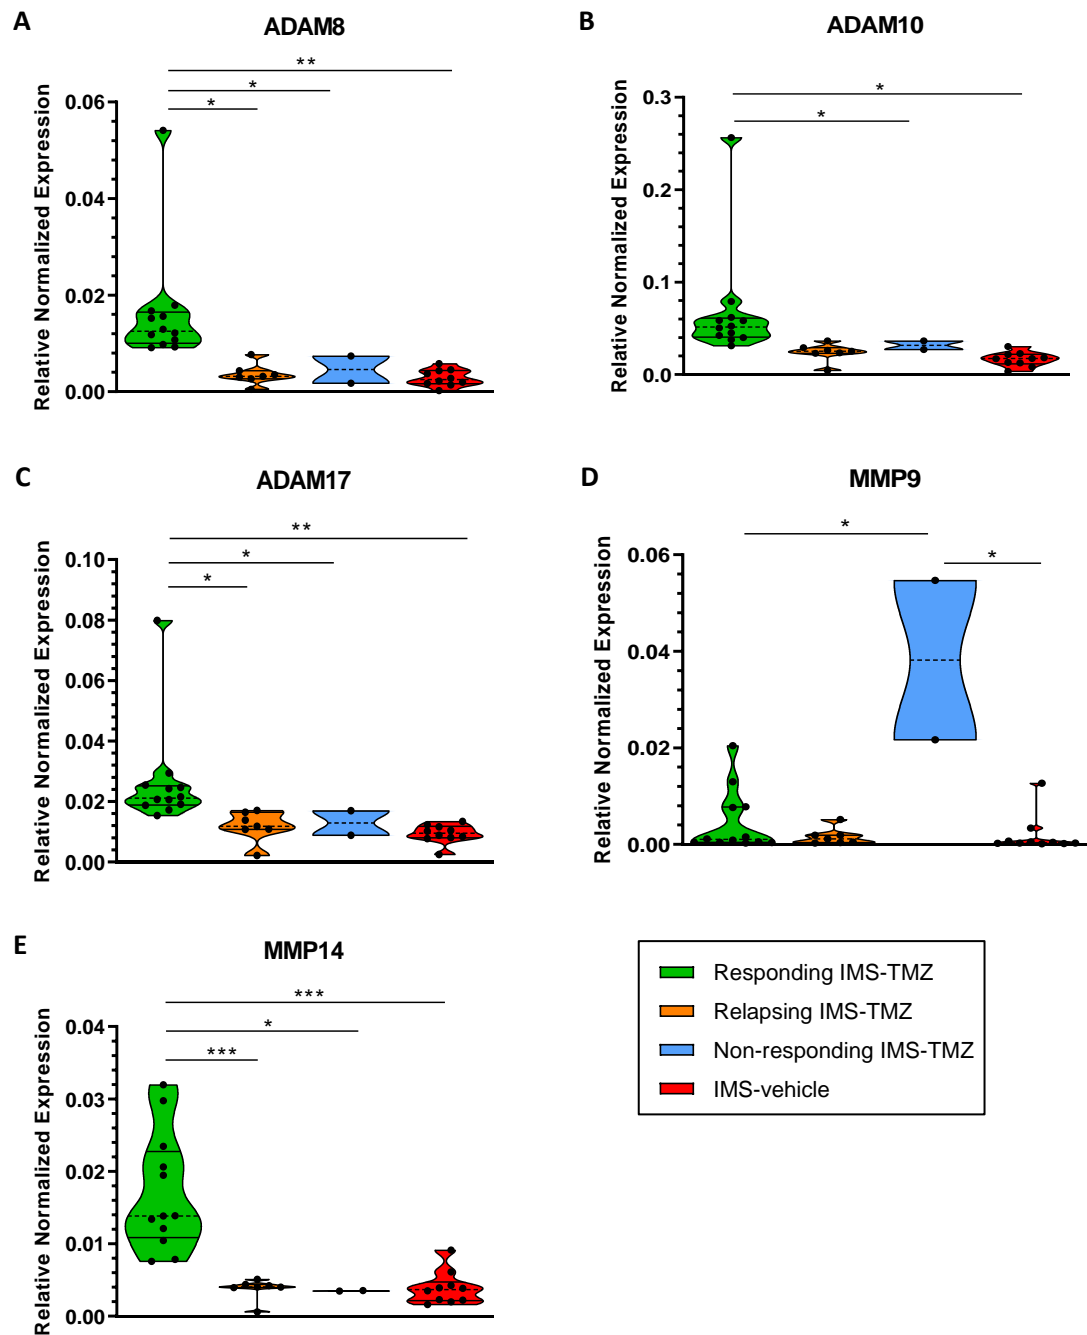 A
ADAM8
**
*
*
Relative Normalized Expression
0.06
0.04
0.02
0.00
B
ADAM10
*
*
Relative Normalized Expression
0.3
0.2
0.1
0.0
C
ADAM17
**
*
*
Relative Normalized Expression
0.10
0.08
0.06
0.04
0.02
0.00
D
MMP9
*
*
Relative Normalized Expression
0.06
0.04
0.02
0.00
E
MMP14
***
*
***
Relative Normalized Expression
0.04
0.03
0.02
0.01
0.00
Responding IMS-TMZ
Relapsing IMS-TMZ
Non-responding IMS-TMZ
IMS-vehicle